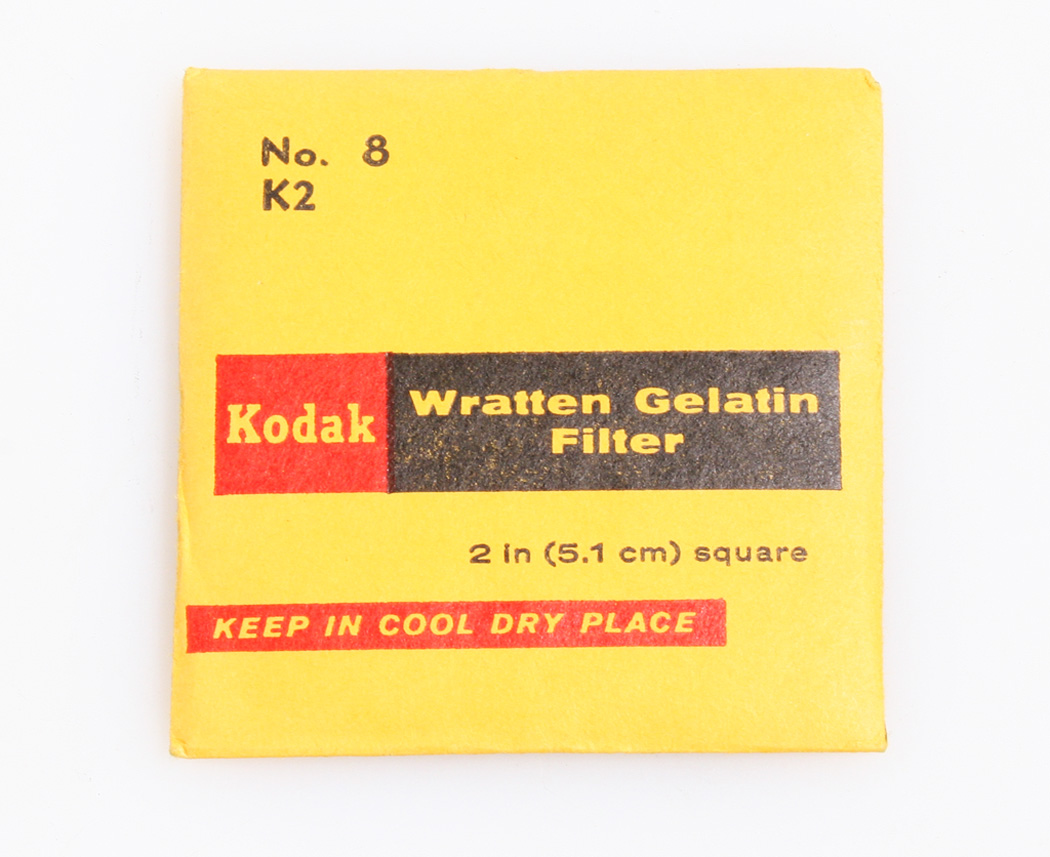 No. 8
K2
Kodak
Wratten Gelatin
Filter
2 in (5.1 cm) square
KEEP IN COOL DRY PLACE